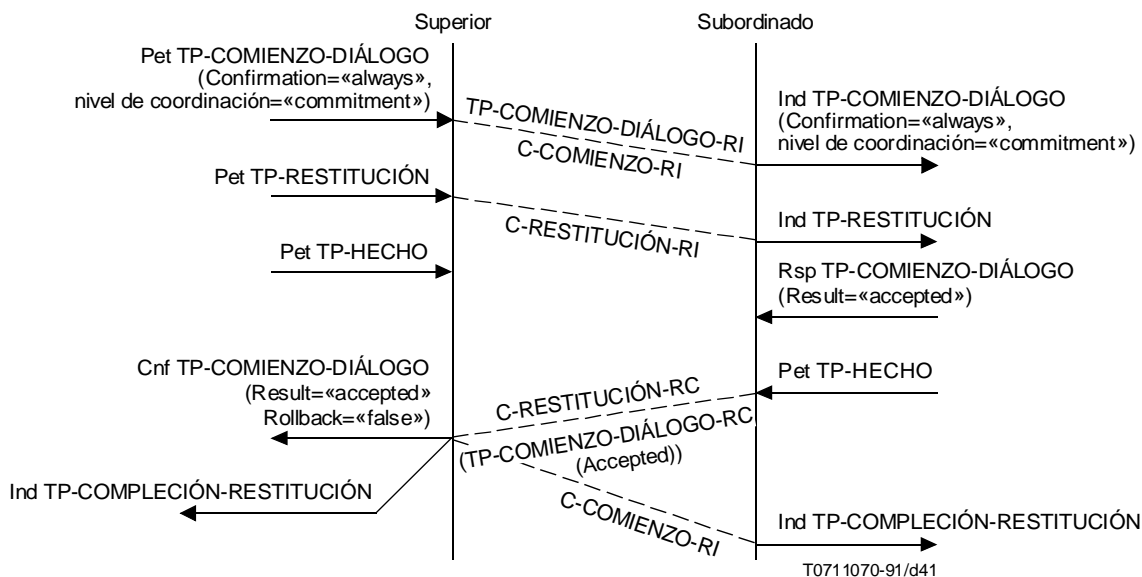 Superior
Subordinado
Pet TP-COMIENZO-DIÁLOGO
(Confirmation=«always»,
nivel de coordinación=«commitment»)
TP-COMIENZO-DIÁLOGO-RI
C-COMIENZO-RI
Ind TP-COMIENZO-DIÁLOGO
(Confirmation=«always»,
nivel de coordinación=«commitment»)
Pet TP-RESTITUCIÓN
C-RESTITUCIÓN-RI
Ind TP-RESTITUCIÓN
Pet TP-HECHO
Rsp TP-COMIENZO-DIÁLOGO
(Result=«accepted»)
Cnf TP-COMIENZO-DIÁLOGO
(Result=«accepted»
Rollback=«false»)
Pet TP-HECHO
C-RESTITUCIÓN-RC
(TP-COMIENZO-DIÁLOGO-RC
(Accepted))
Ind TP-COMPLECIÓN-RESTITUCIÓN
C-COMIENZO-RI
Ind TP-COMPLECIÓN-RESTITUCIÓN
T0711070-91/d41